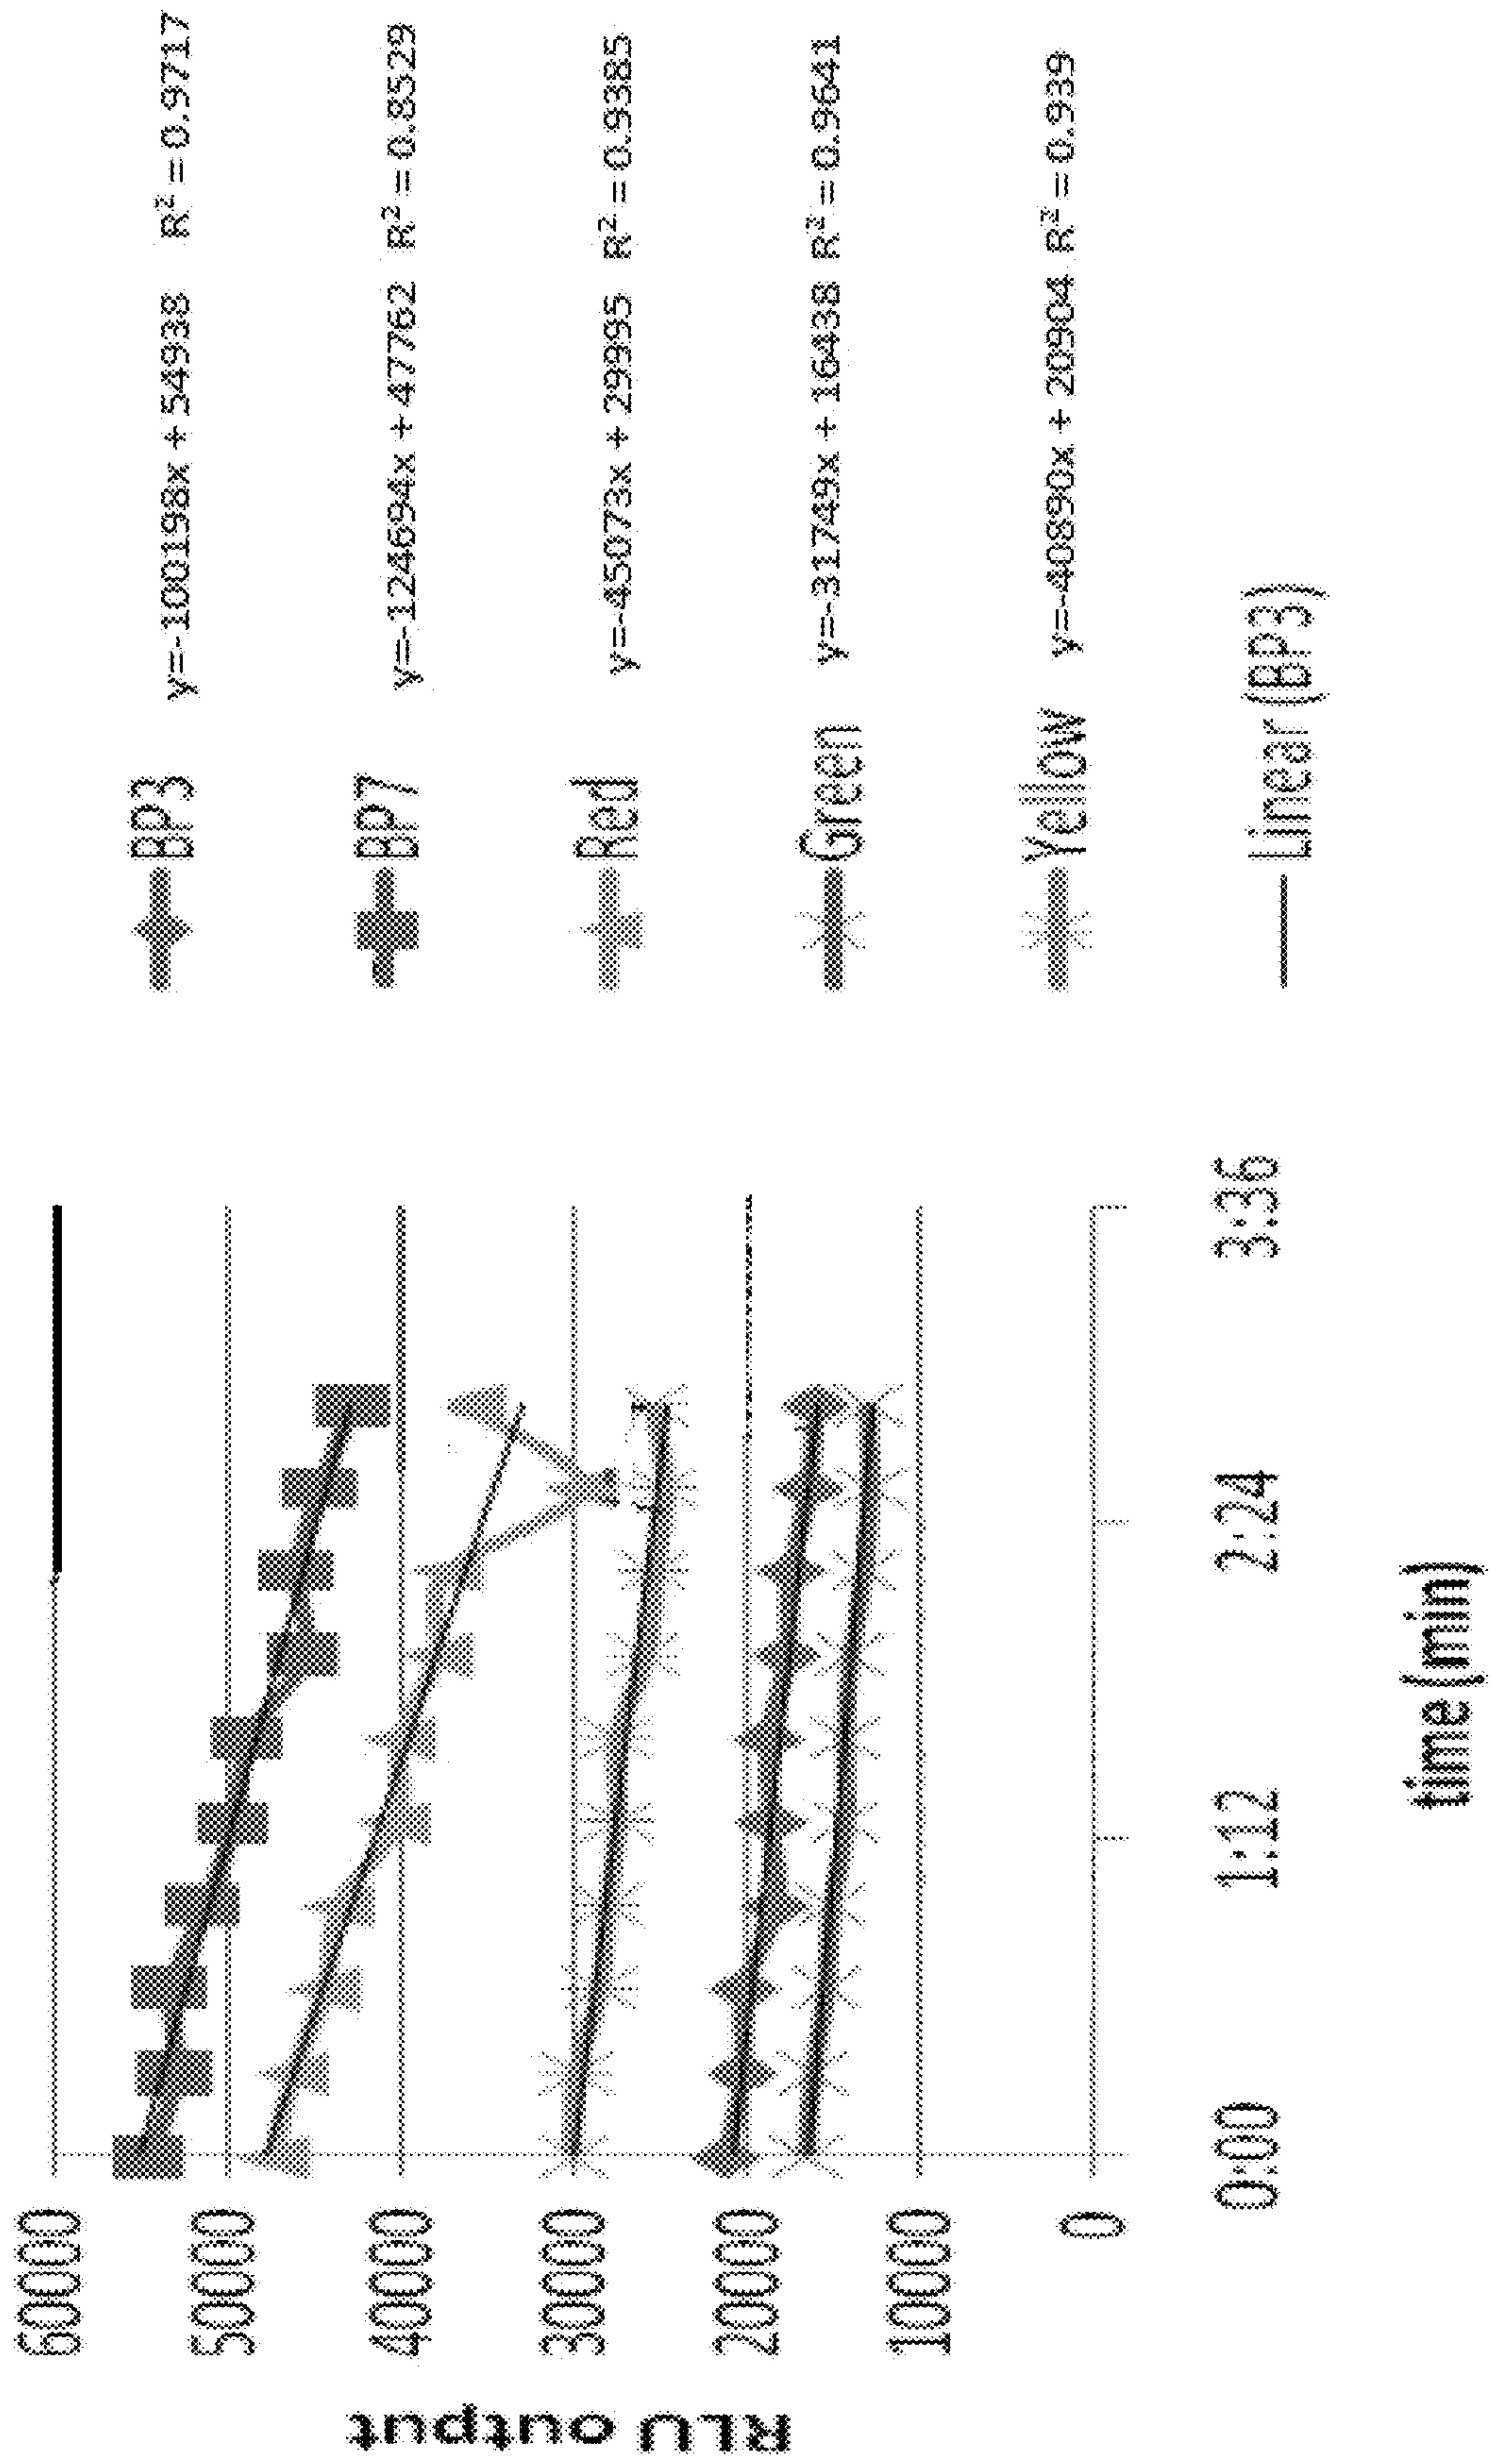 RLU output
60000
50000
40000
30000
20000
10000
0
0:00 1:12 2:24 3:36
time (min)
BP3 y=-100198x + 54938 R² = 0.9717
BP7 y=-124694x + 47762 R² = 0.8529
Red y=-45073x + 29995 R² = 0.9385
Green y=-31749x + 16438 R² = 0.9641
Yellow y=-40890x + 20904 R² = 0.939
Linear (BP3)